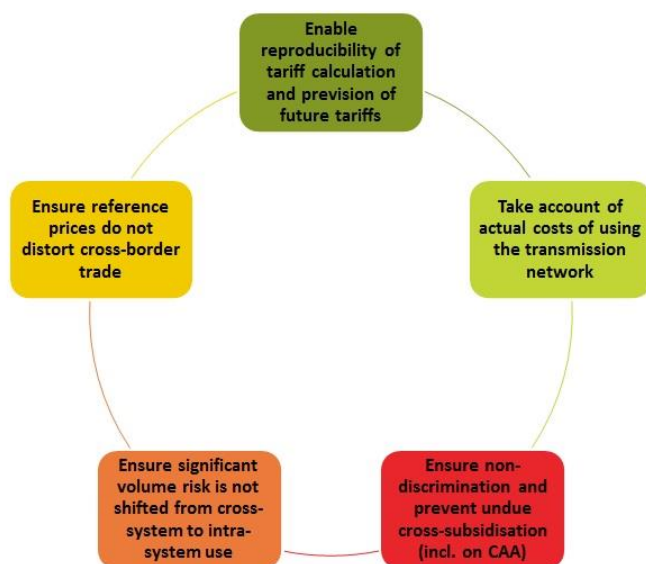 Enable
reproducibility of
tariff calculation
and prevision of
future tariffs
Take account of
actual costs of using
the transmission
network
Ensure non-
discrimination and
prevent undue
cross-subsidisation
(incl. on CAA)
Ensure significant
volume risk is not
shifted from cross-
system to intra-
system use
Ensure reference
prices do not
distort cross-border
trade